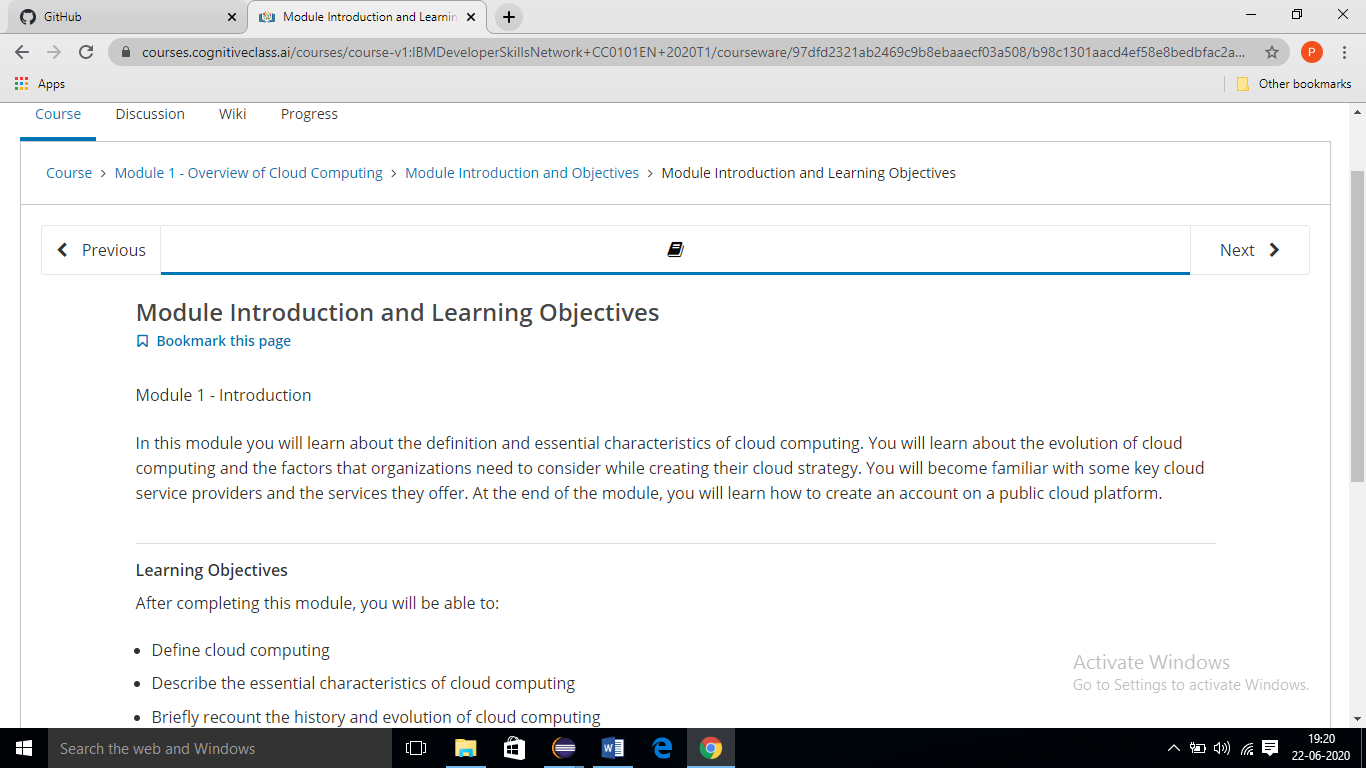 GitHub
Module Introduction and Learnin
courses.cognitiveclass.ai/courses/course-v1:IBMDeveloperSkillsNetwork+CC0101EN+2020T1/courseware/97dfd2321ab2469c9b8ebaaecf03a508/b98c1301aacd4ef58e8bedbfac2a...
P
Apps
Other bookmarks
Course Discussion Wiki Progress
Course > Module 1 - Overview of Cloud Computing > Module Introduction and Objectives > Module Introduction and Learning Objectives
Previous
Next
Module Introduction and Learning Objectives
Bookmark this page
Module 1 - Introduction
In this module you will learn about the definition and essential characteristics of cloud computing. You will learn about the evolution of cloud
computing and the factors that organizations need to consider while creating their cloud strategy. You will become familiar with some key cloud
service providers and the services they offer. At the end of the module, you will learn how to create an account on a public cloud platform.
Learning Objectives
After completing this module, you will be able to:
• Define cloud computing
• Describe the essential characteristics of cloud computing
• Briefly recount the history and evolution of cloud computing
Activate Windows
Go to Settings to activate Windows.
Search the web and Windows
19:20
22-06-2020